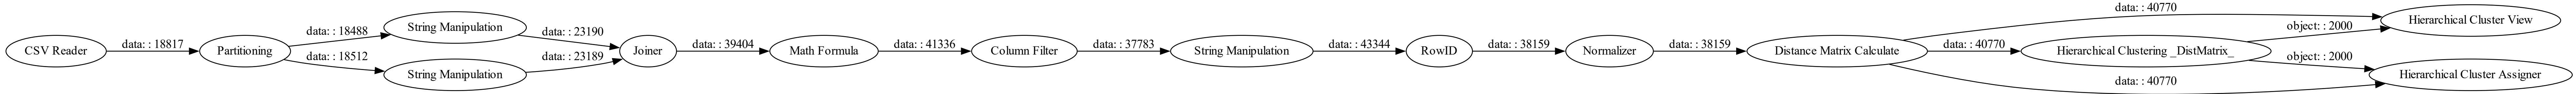 CSV Reader
data: : 18817
Partitioning
data: : 18488
data: : 18512
String Manipulation
String Manipulation
data: : 23190
data: : 23189
Joiner
data: : 39404
Math Formula
data: : 41336
Column Filter
data: : 37783
String Manipulation
data: : 43344
RowID
data: : 38159
Normalizer
data: : 38159
Distance Matrix Calculate
data: : 40770
data: : 40770
data: : 40770
Hierarchical Clustering _DistMatrix_
object: : 2000
object: : 2000
Hierarchical Cluster View
Hierarchical Cluster Assigner